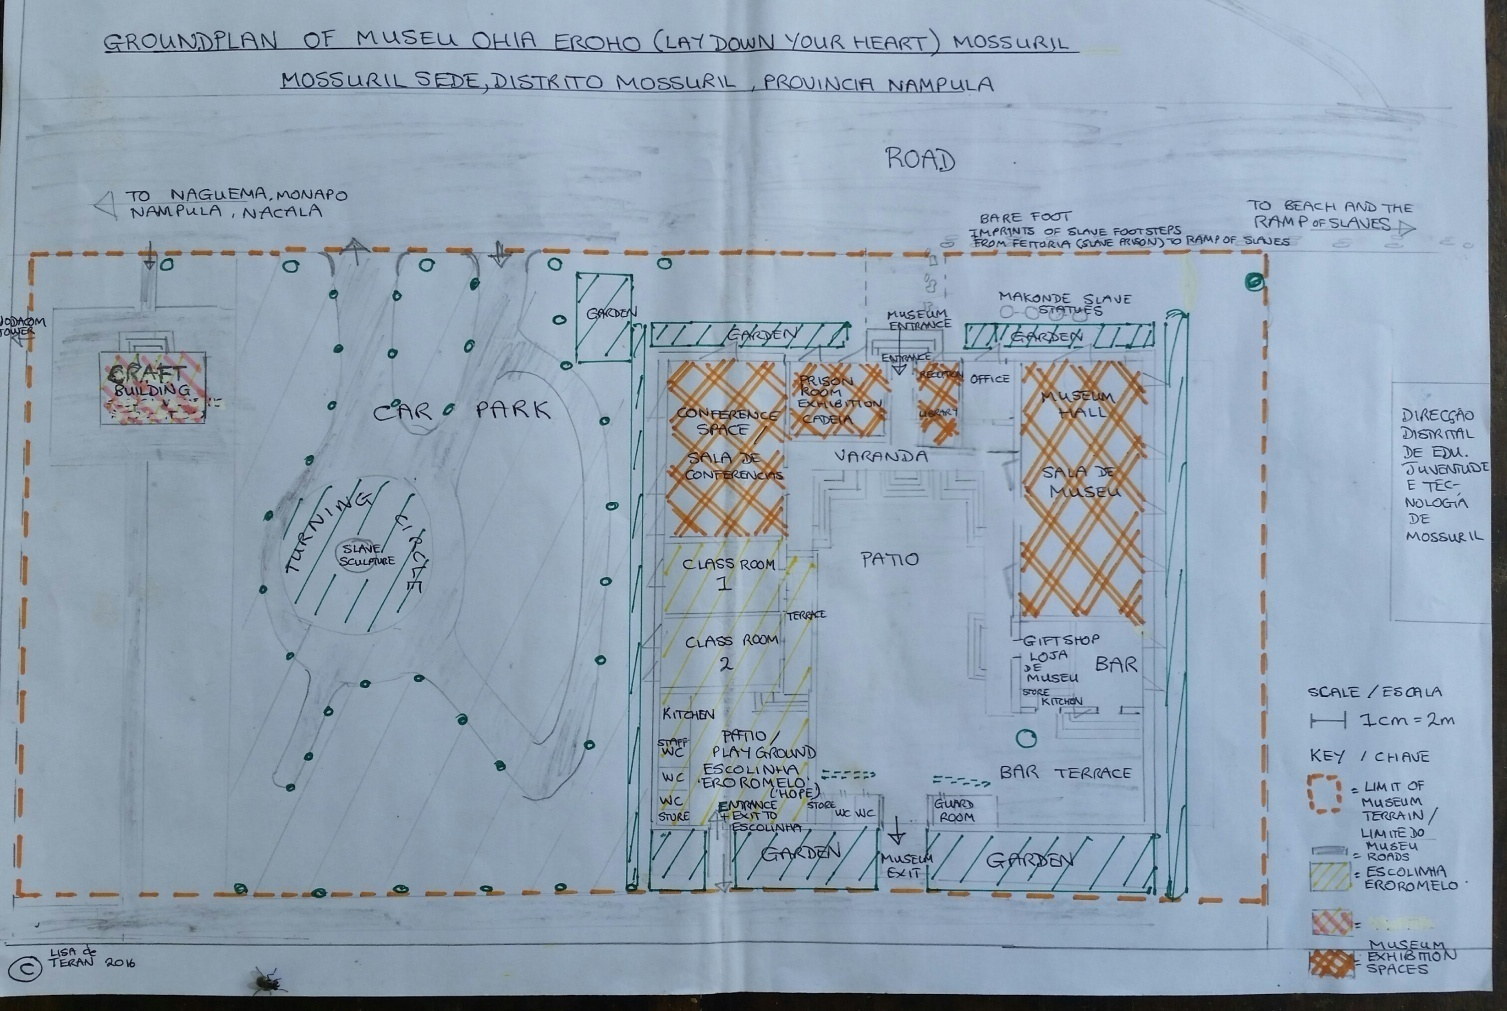 GROUNDPLAN OF MUSEU OHIA EROHO (LAY DOWN YOUR HEART) MOSSURIL
MOSSURIL SEDE, DISTRITO MOSSURIL, PROVINCIA NAMPULA
ROAD
TO NAGUEMA, MONAPO
NAMPULA, NACALA
TO BEACH AND THE
RAMP OF SLAVES
BARE FOOT
IMPRINTS OF SLAVE FOOTSTEPS
FROM FEITORIA (SLAVE PRISON) TO RAMP OF SLAVES
MAKONDE SLAVE
STATUES
VODACOM
TOWER
CRAFT
BUILDING
CAR PARK
TURNING CIRCLE
SLAVE
SCULPTURE
GARDEN
GARDEN
MUSEUM
ENTRANCE
GARDEN
ENTRANCE
CONFERENCE
SPACE
SALA DE
CONFERENCIAS
PRISON
ROOM
EXHIBITION
CADEIA
RECEPTION
LIBRARY
OFFICE
MUSEUM
HALL
SALA DE
MUSEU
VARANDA
PATIO
CLASS ROOM
1
TERRACE
CLASS ROOM
2
KITCHEN
STAFF
WC
WC
WC
STORE
PATIO/
PLAYGROUND
ESCOLINHA
'EROROMELO'
('HOPE)
ENTRANCE
+ EXIT TO
ESCOLINHA
STORE
WC WC
GIFTSHOP
LOJA
DE
MUSEU
BAR
STORE
KITCHEN
BAR TERRACE
GUARD
ROOM
GARDEN
MUSEUM
EXIT
GARDEN
DIRECÇÃO
DISTRITAL
DE EDU.
JUVENTUDE
E TEC-
NOLOGIA
DE
MOSSURIL
SCALE / ESCALA
1cm = 2m
KEY / CHAVE
= LIMIT OF
MUSEUM
TERRAIN /
LIMITE DO
MUSEU
= ROADS
= ESCOLINHA
EROROMELO
=
MUSEUM
= EXHIBITION
SPACES
© LISA de
TERAN 2016